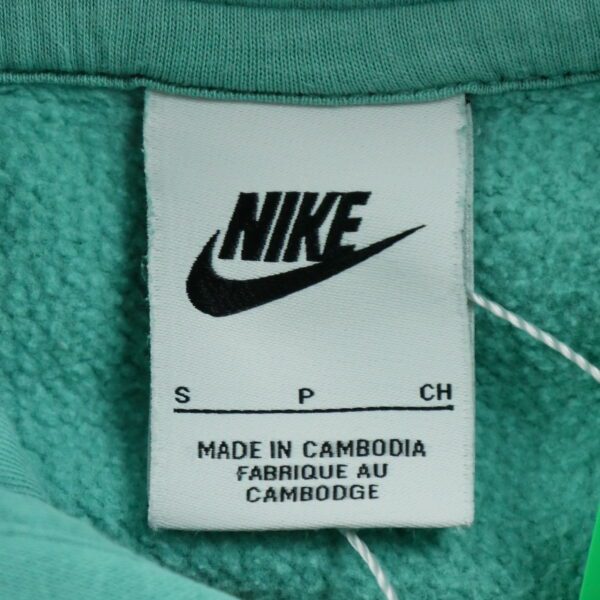 NIKE
S P CH
MADE IN CAMBODIA
FABRIQUE AU
CAMBODGE